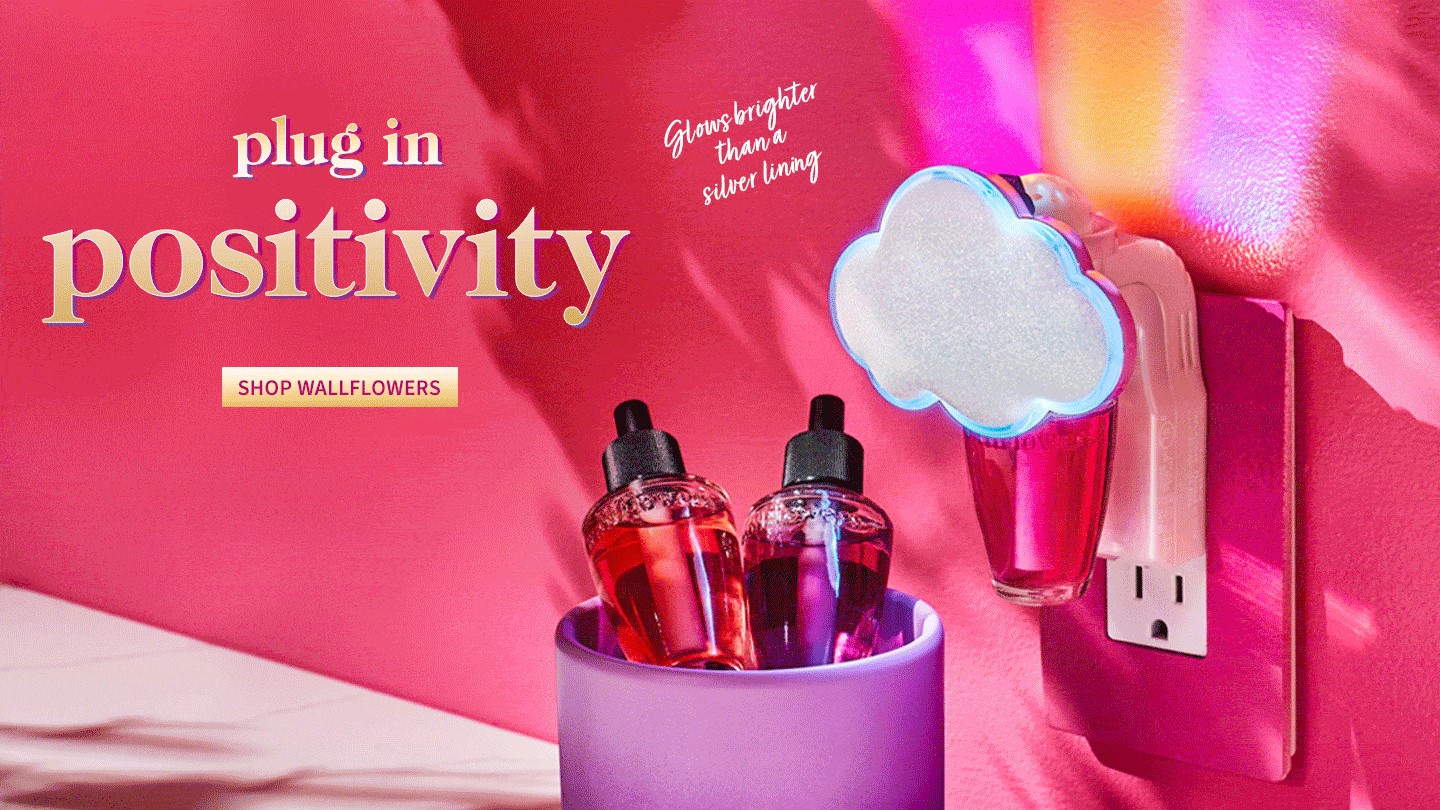 plug in
positivity
SHOP WALLFLOWERS
Glows brighter
than a
silver lining